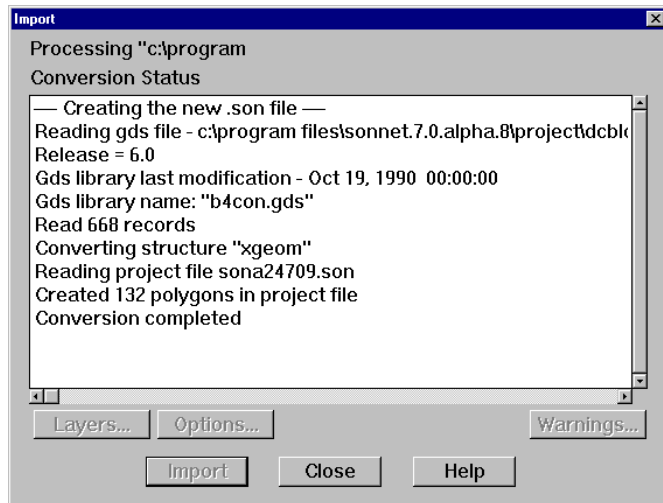 Import
Processing "c:\program
Conversion Status
— Creating the new .son file —
Reading gds file - c:\program files\sonnet.7.0.alpha.8\project\dcblo
Release = 6.0
Gds library last modification - Oct 19, 1990  00:00:00
Gds library name: "b4con.gds"
Read 668 records
Converting structure "xgeom"
Reading project file sona24709.son
Created 132 polygons in project file
Conversion completed
Layers... Options... Warnings...
Import Close Help